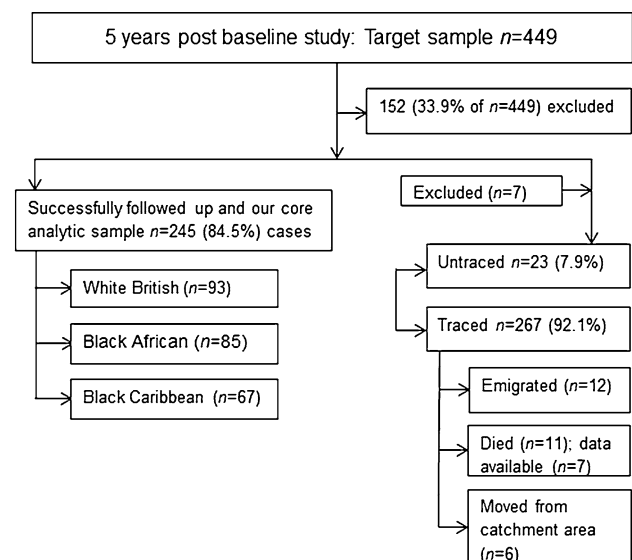 5 years post baseline study: Target sample n=449
152 (33.9% of n=449) excluded
Successfully followed up and our core
analytic sample n=245 (84.5%) cases
White British (n=93)
Black African (n=85)
Black Caribbean (n=67)
Excluded (n=7)
Untraced n=23 (7.9%)
Traced n=267 (92.1%)
Emigrated (n=12)
Died (n=11); data
available (n=7)
Moved from
catchment area
(n=6)